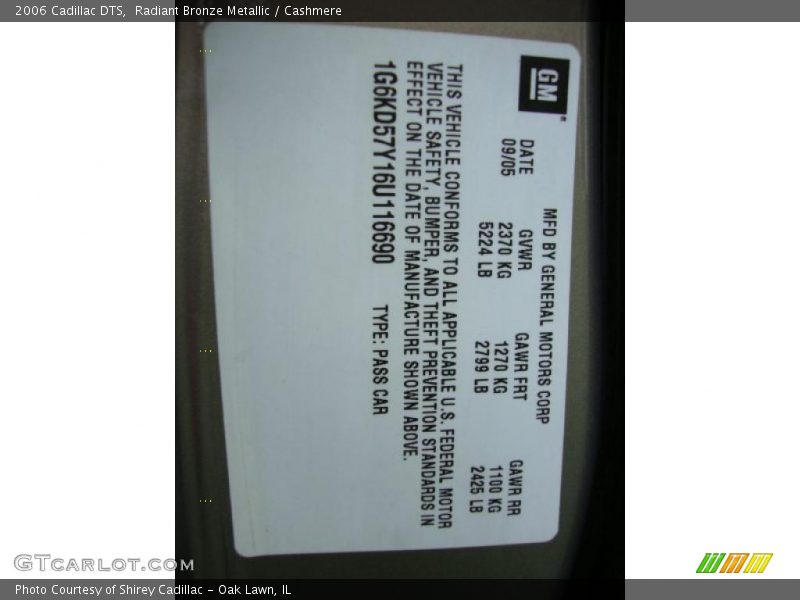 2006 Cadillac DTS,  Radiant Bronze Metallic / Cashmere
GM
MFD BY GENERAL MOTORS CORP
DATE GVWR GAWR FRT GAWR RR
09/05 2370 KG 1270 KG 1100 KG
5224 LB 2799 LB 2425 LB
THIS VEHICLE CONFORMS TO ALL APPLICABLE U.S. FEDERAL MOTOR
VEHICLE SAFETY, BUMPER, AND THEFT PREVENTION STANDARDS IN
EFFECT ON THE DATE OF MANUFACTURE SHOWN ABOVE.
1G6KD57Y16U116690 TYPE: PASS CAR
GTcarlot.com
Photo Courtesy of Shirey Cadillac - Oak Lawn, IL